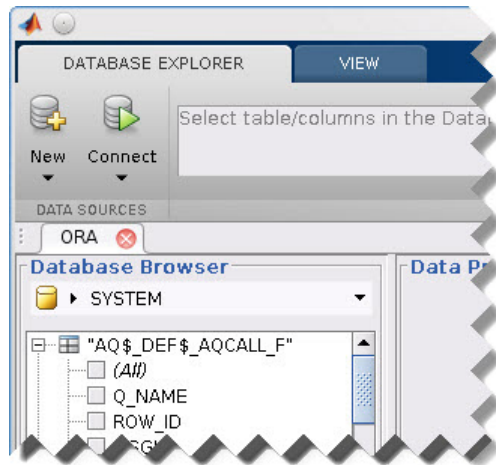 DATABASE EXPLORER VIEW
Select table/columns in the Data
New Connect
DATA SOURCES
ORA
Database Browser Data Pr
SYSTEM
"AQ$_DEF$_AQCALL_F"
(All)
Q_NAME
ROW_ID